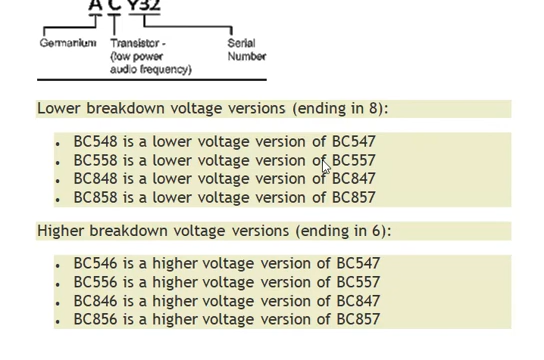 A C Y32
Germanium Transistor - Serial
(low power Number
audio frequency)
Lower breakdown voltage versions (ending in 8):
• BC548 is a lower voltage version of BC547
• BC558 is a lower voltage version of BC557
• BC848 is a lower voltage version of BC847
• BC858 is a lower voltage version of BC857
Higher breakdown voltage versions (ending in 6):
• BC546 is a higher voltage version of BC547
• BC556 is a higher voltage version of BC557
• BC846 is a higher voltage version of BC847
• BC856 is a higher voltage version of BC857